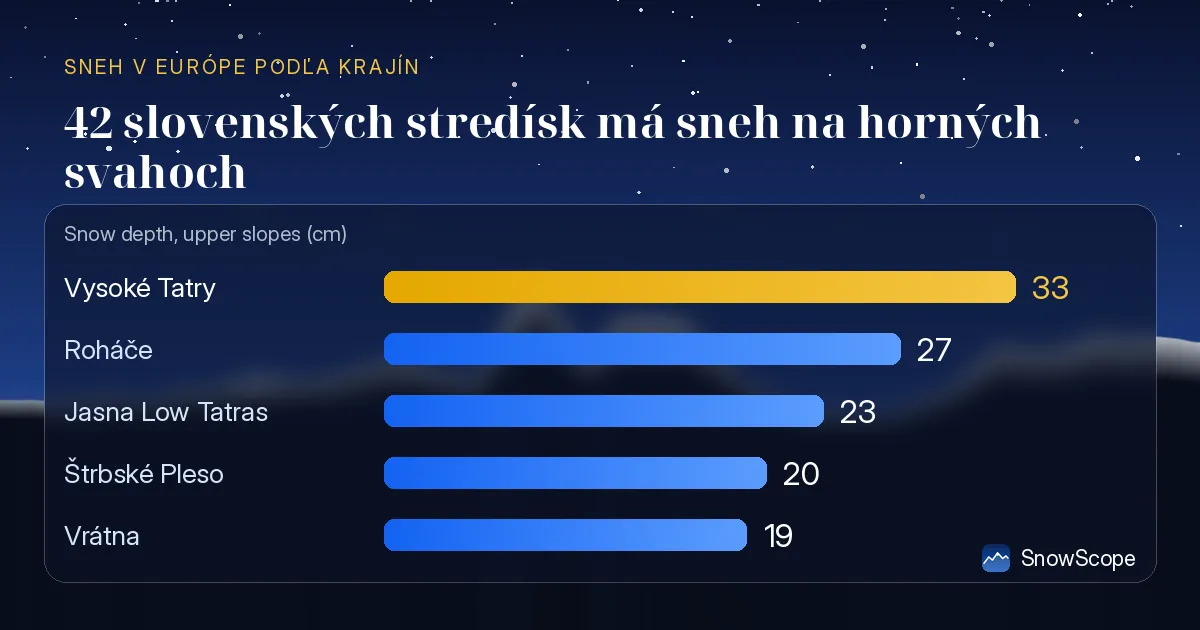 SNEH V EURÓPE PODĽA KRAJÍN
42 slovenských stredísk má sneh na horných
svahoch
Snow depth, upper slopes (cm)
Vysoké Tatry 33
Roháče 27
Jasna Low Tatras 23
Štrbské Pleso 20
Vrátna 19
SnowScope